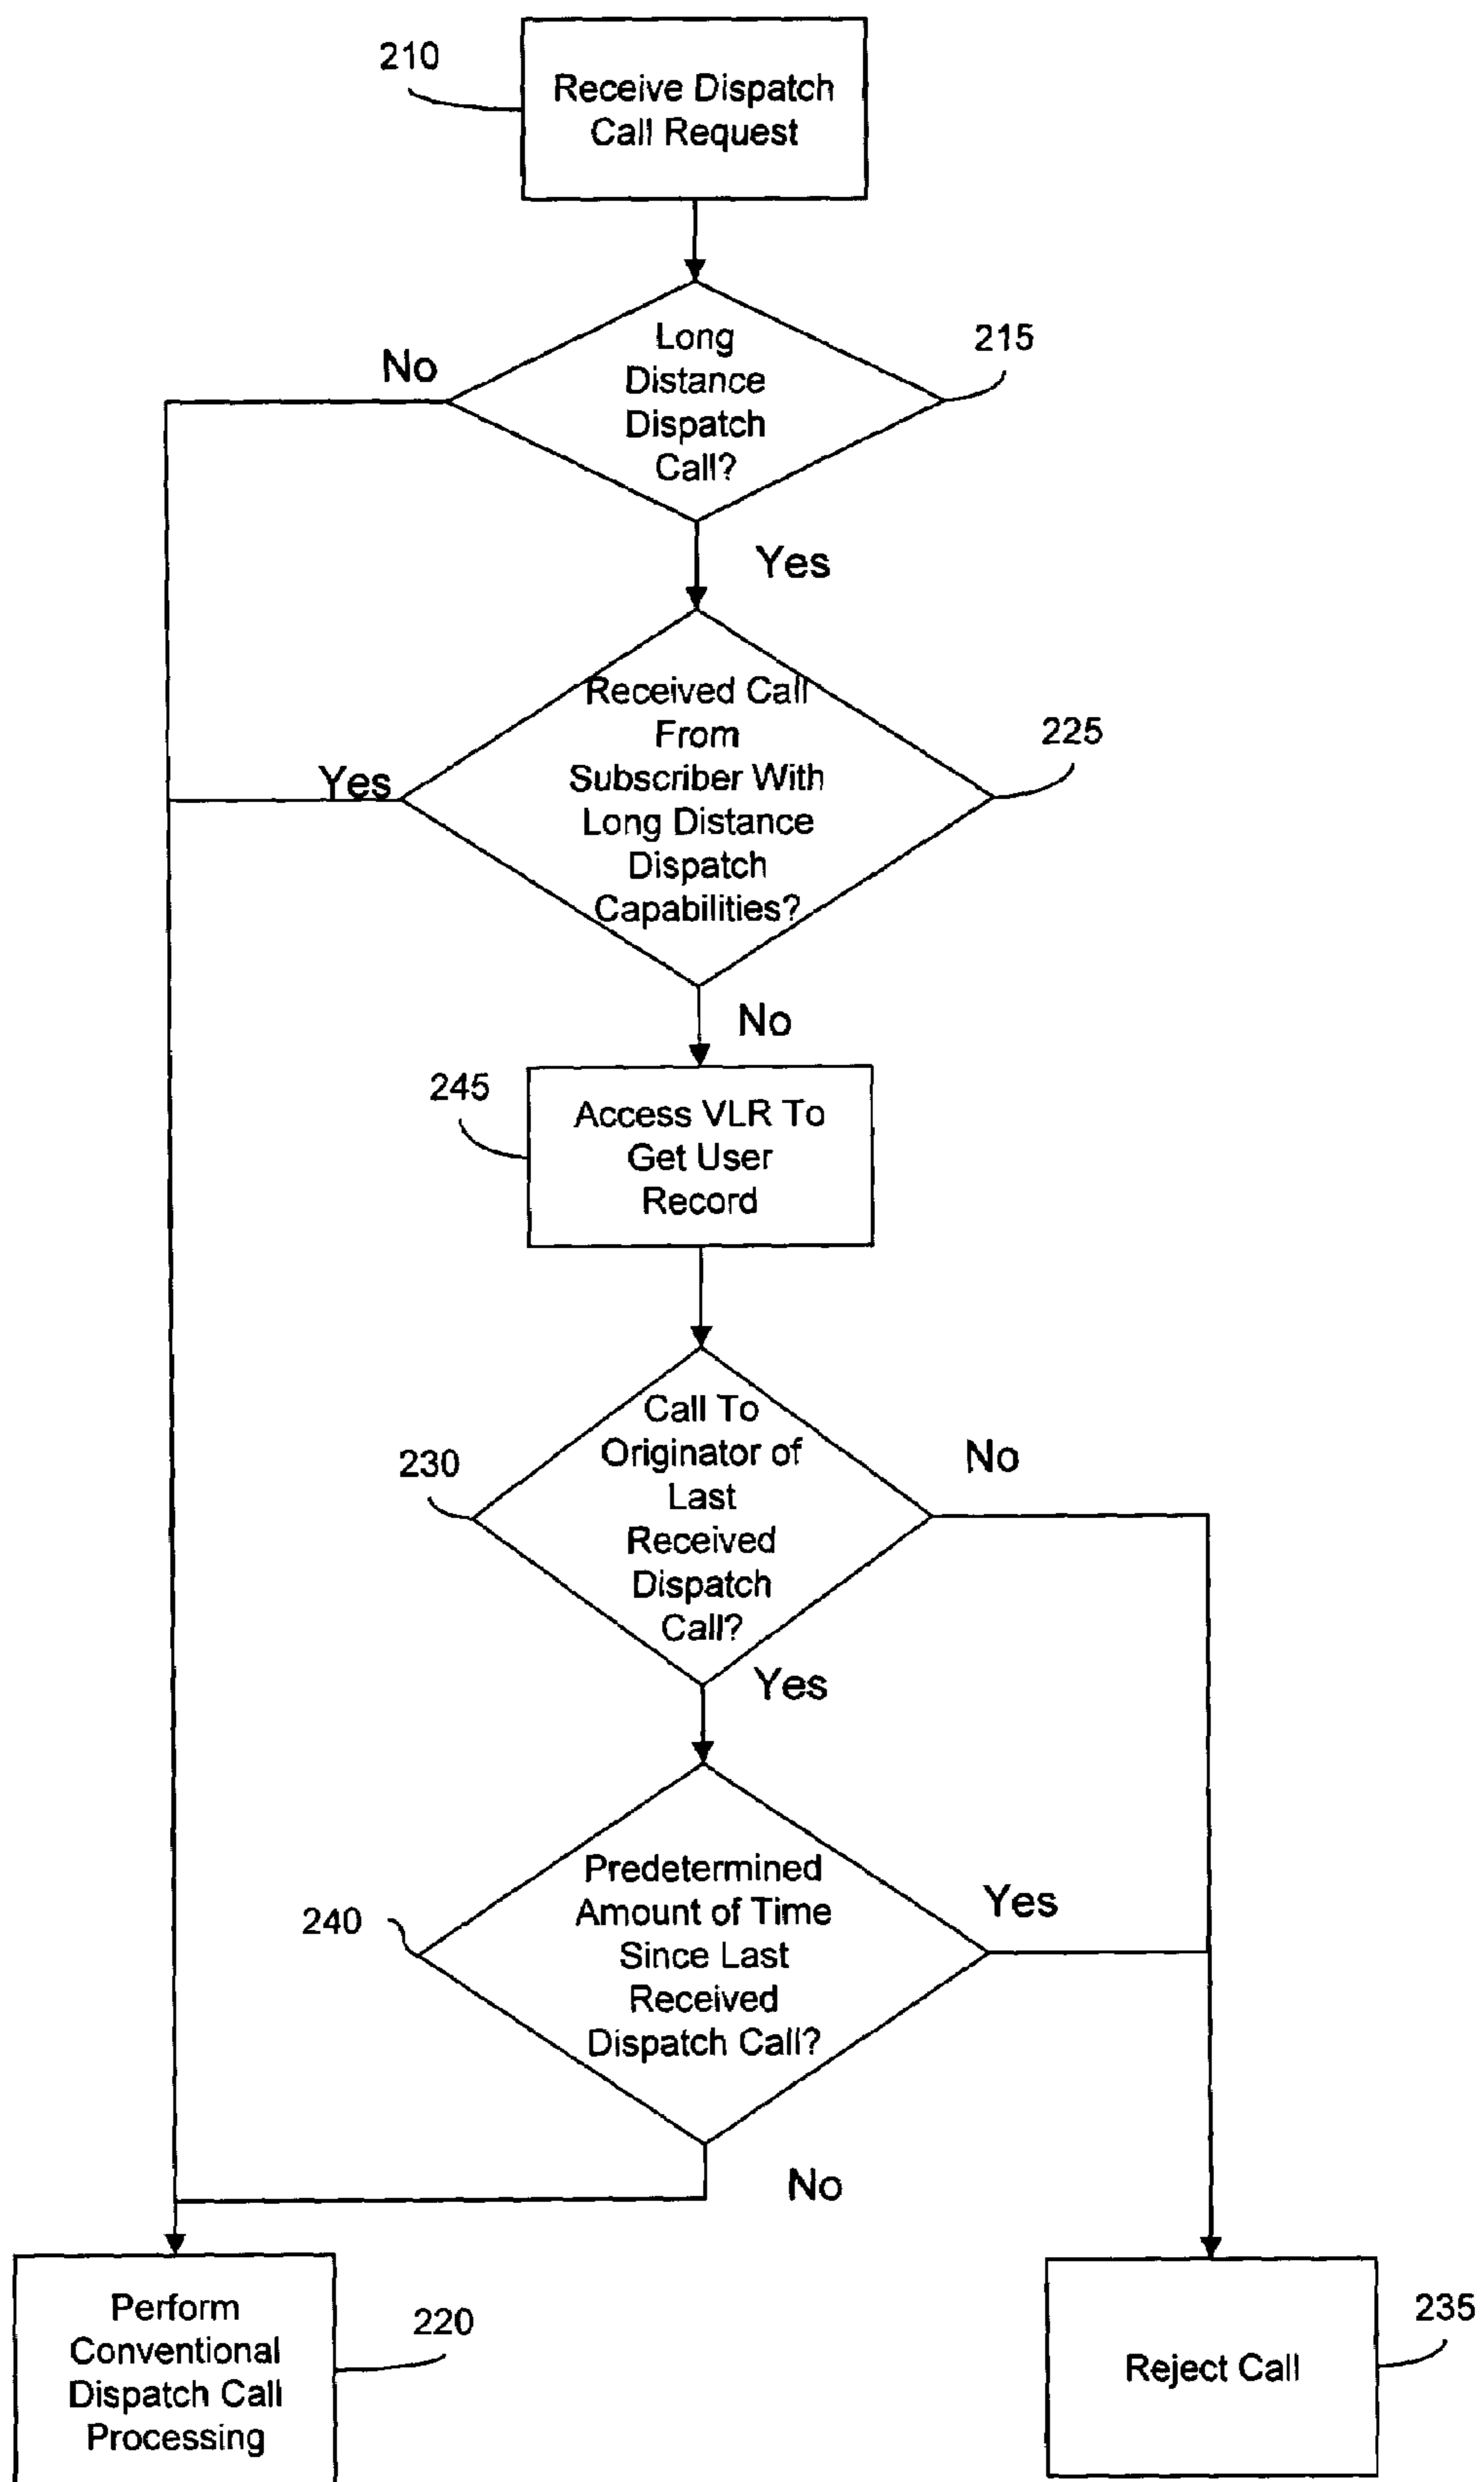 210
Receive Dispatch
Call Request
Long
Distance
Dispatch
Call?
215
No
Yes
Received Call
From
Subscriber With
Long Distance
Dispatch
Capabilities?
225
Yes
No
245
Access VLR To
Get User
Record
230
Call To
Originator of
Last
Received
Dispatch
Call?
No
Yes
240
Predetermined
Amount of Time
Since Last
Received
Dispatch Call?
Yes
No
Perform
Conventional
Dispatch Call
Processing
220
Reject Call
235